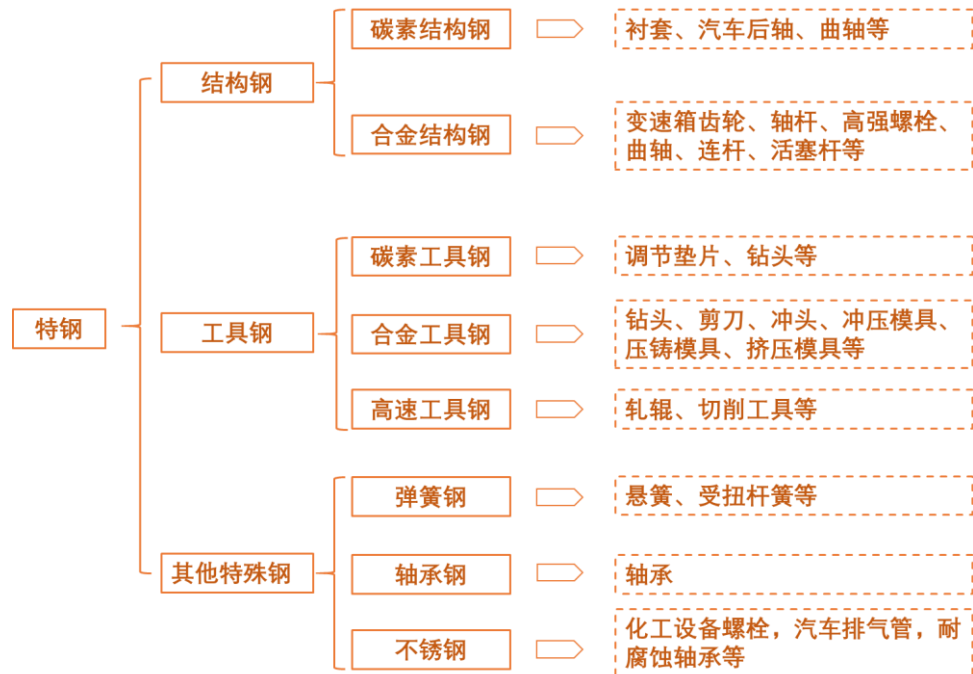 特钢
结构钢
碳素结构钢
衬套、汽车后轴、曲轴等
合金结构钢
变速箱齿轮、轴杆、高强螺栓、
曲轴、连杆、活塞杆等
工具钢
碳素工具钢
调节垫片、钻头等
合金工具钢
钻头、剪刀、冲头、冲压模具、
压铸模具、挤压模具等
高速工具钢
轧辊、切削工具等
其他特殊钢
弹簧钢
悬簧、受扭杆簧等
轴承钢
轴承
不锈钢
化工设备螺栓，汽车排气管，耐
腐蚀轴承等